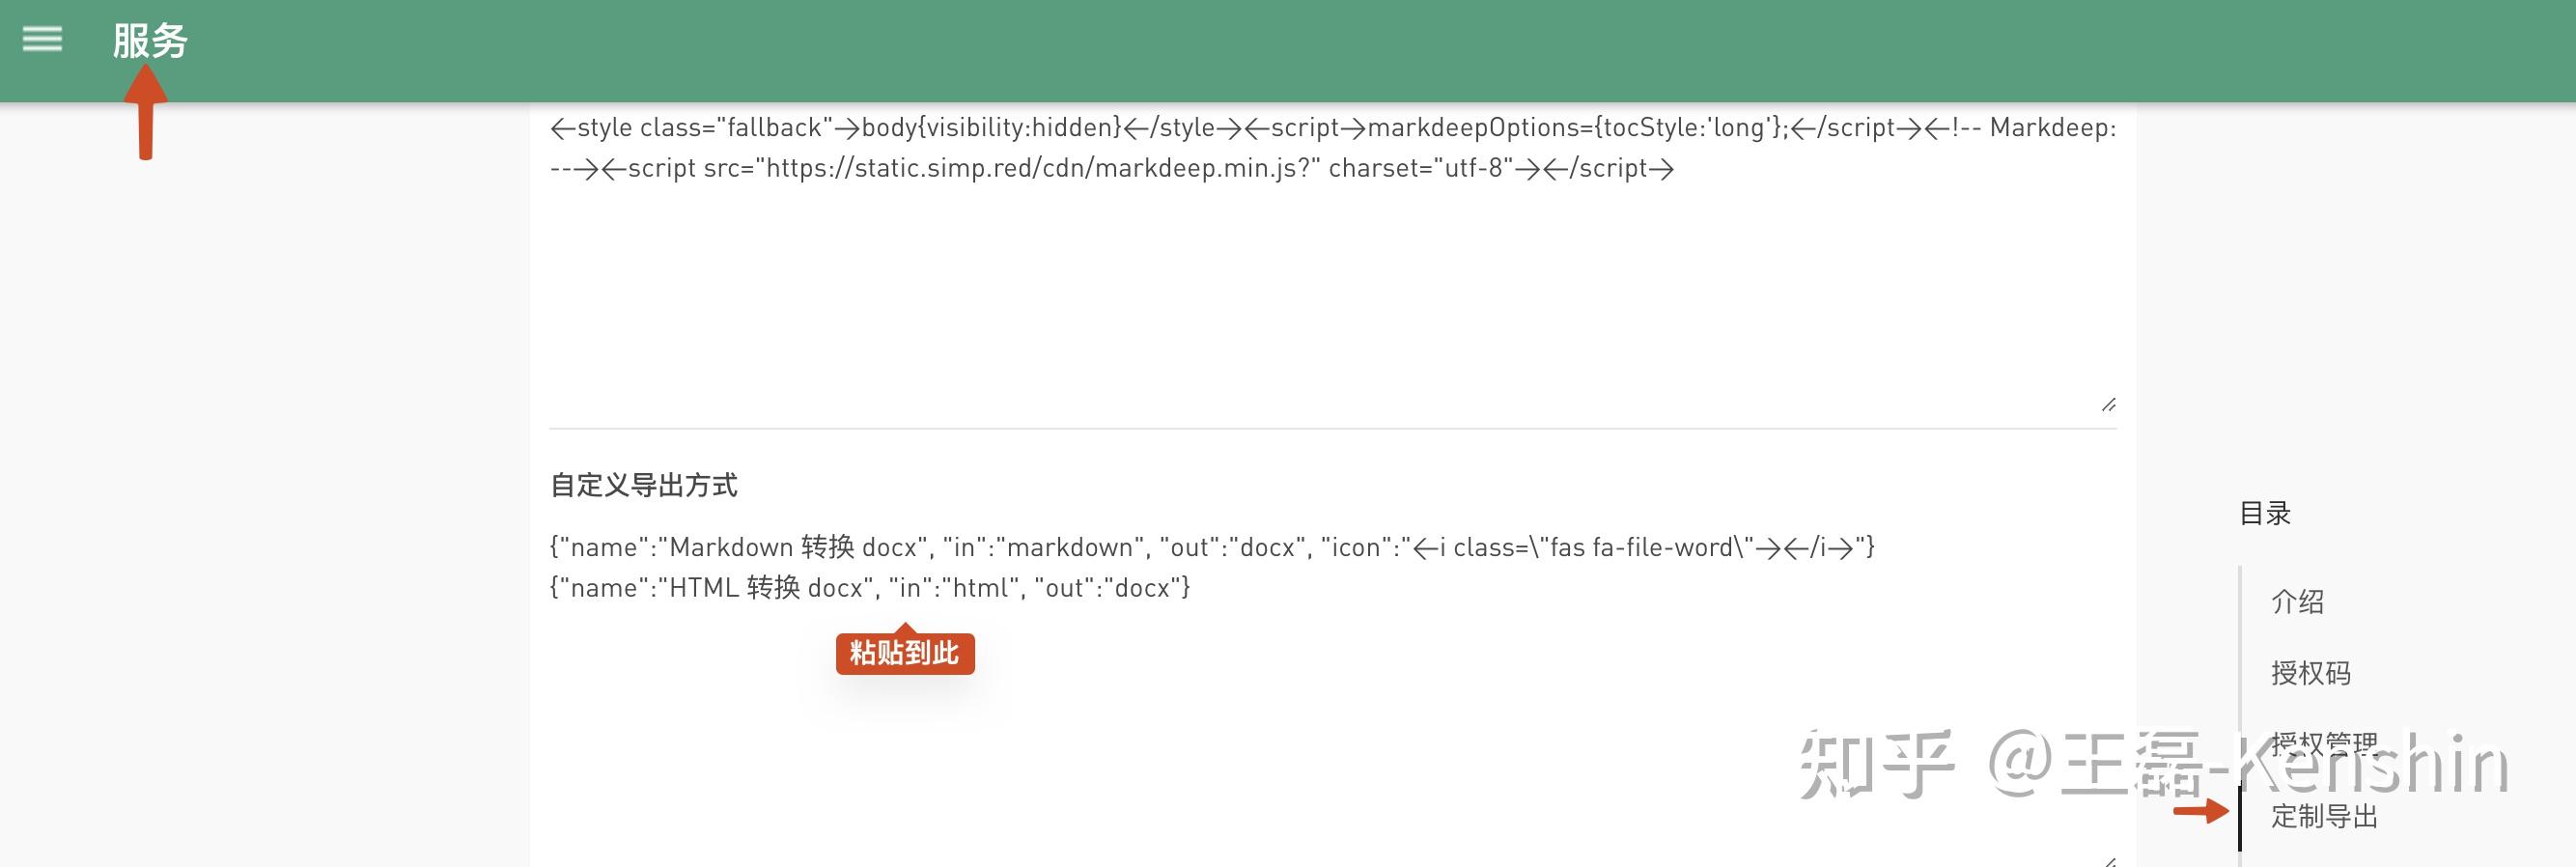 服务
←style class="fallback"→body{visibility:hidden}←/style→←script→markdeepOptions={tocStyle:'long'};←/script→←!-- Markdeep:
---→←script src="https://static.simp.red/cdn/markdeep.min.js?" charset="utf-8"→←/script→
自定义导出方式
{"name":"Markdown 转换 docx", "in":"markdown", "out":"docx", "icon":"←i class=\"fas fa-file-word\"→←/i→"}
{"name":"HTML 转换 docx", "in":"html", "out":"docx"}
粘贴到此
目录
介绍
授权码
授权管理
定制导出
知乎 @王磊-Kenshin